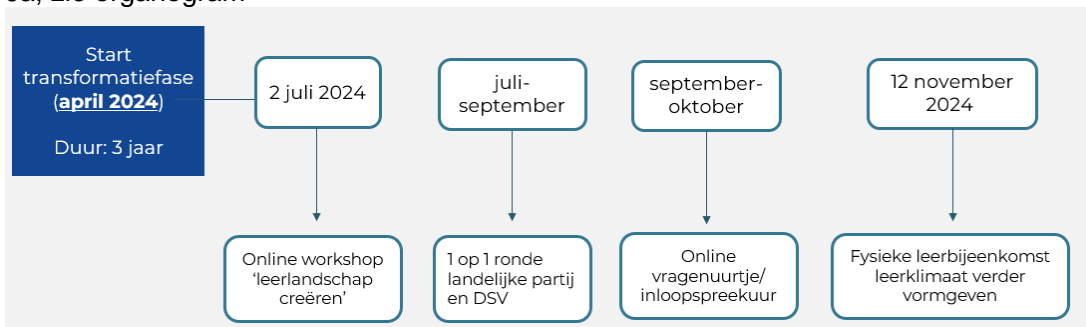 Start
transformatiefase
(april 2024)
Duur: 3 jaar
2 juli 2024
juli-
september
september-
oktober
12 november
2024
Online workshop
'leerlandschap
creëren'
1 op 1 ronde
landelijke partij
en DSV
Online
vragenuurtje/
inloopspreekuur
Fysieke leerbijeenkomst
leerklimaat verder
vormgeven